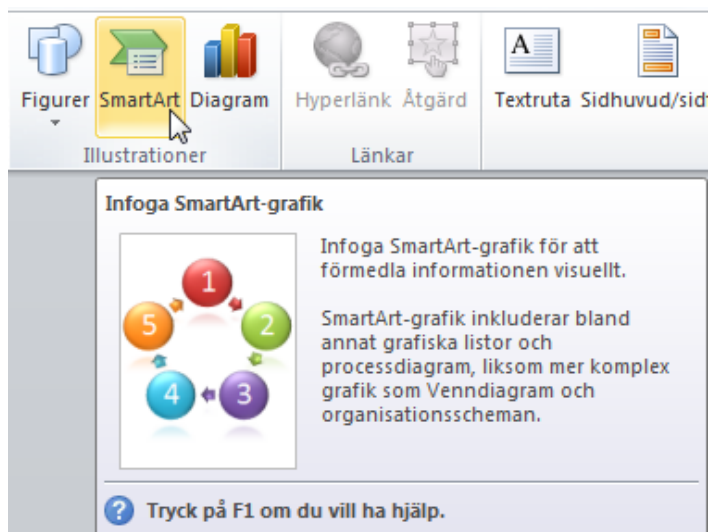 Figurer SmartArt Diagram Hyperlänk Åtgärd Textruta Sidhuvud/sidf
Illustrationer Länkar
A
Infoga SmartArt-grafik
Infoga SmartArt-grafik för att
förmedla informationen visuellt.
SmartArt-grafik inkluderar bland
annat grafiska listor och
processdiagram, liksom mer komplex
grafik som Venndiagram och
organisationsscheman.
1
2
3
4
5
Tryck på F1 om du vill ha hjälp.